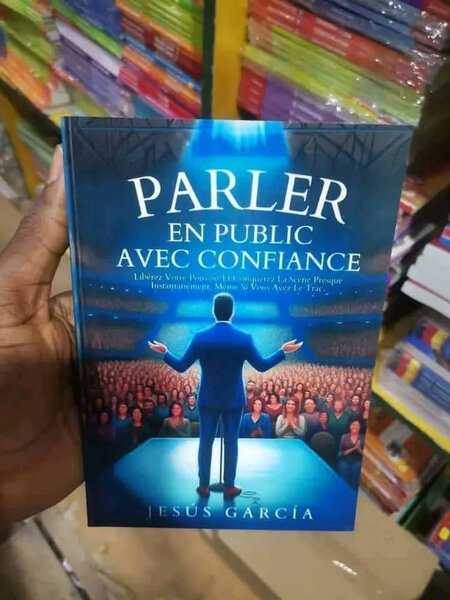 PARLER
EN PUBLIC
AVEC CONFIANCE
Libérez Votre Pouvoir Et Conquérez La Scène Presque
Instantanément, Même Si Vous Avez Le Trac.
JESÚS GARCÍA